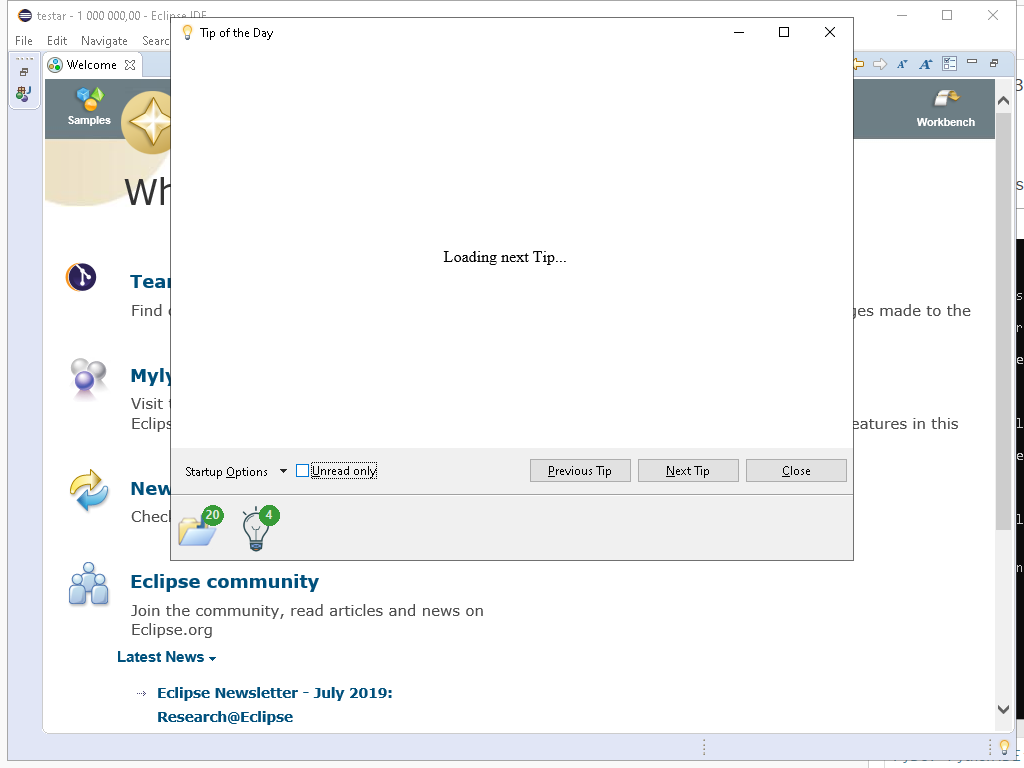 testar - 1 000 000,00 - Eclipse IDE
File Edit Navigate Searc
Tip of the Day
Welcome
Samples
Workbench
Wh
Loading next Tip...
Team
Find
ges made to the
Myly
Visit
Eclips
eatures in this
Startup Options
Unread only
Previous Tip
Next Tip
Close
New
Check
20
4
Eclipse community
Join the community, read articles and news on
Eclipse.org
Latest News
Eclipse Newsletter - July 2019:
Research@Eclipse